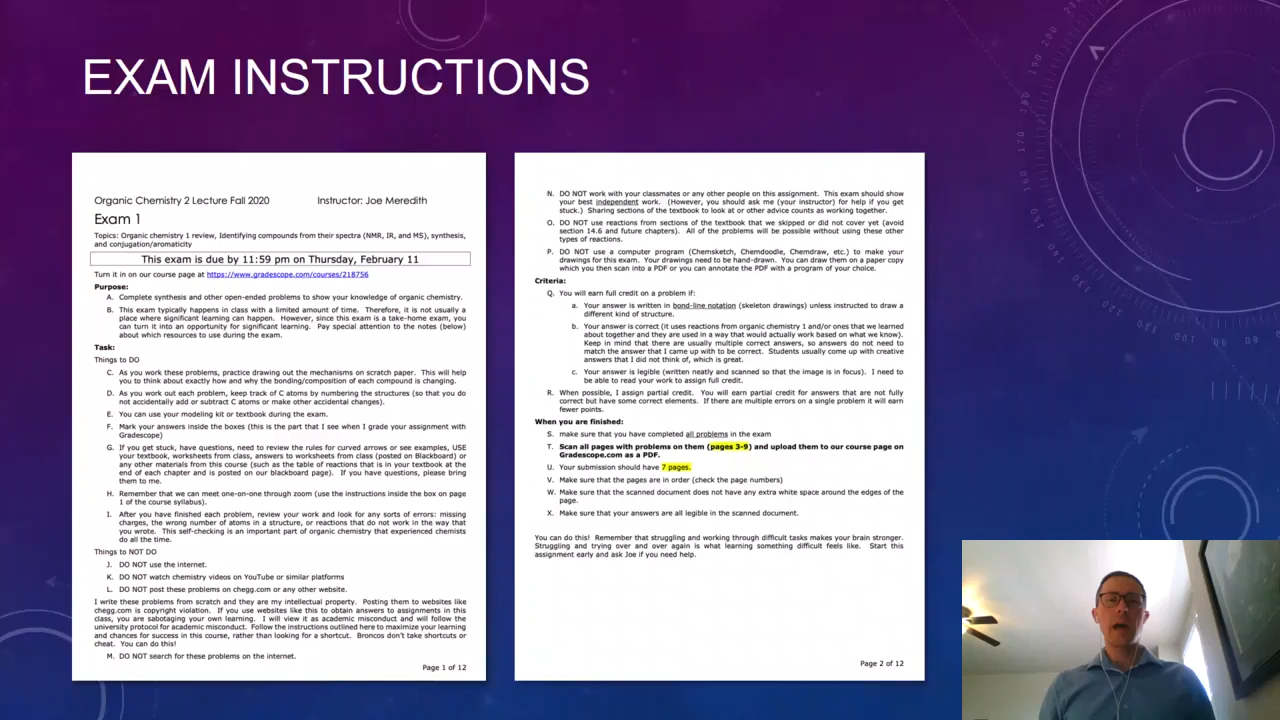 EXAM INSTRUCTIONS
Organic Chemistry 2 Lecture Fall 2020 Instructor: Joe Meredith
Exam 1
Topics: Organic chemistry 1 review, Identifying compounds from their spectra (NMR, IR, and MS), synthesis,
and conjugation/aromaticity
This exam is due by 11:59 pm on Thursday, February 11
Turn it in on our course page at https://www.gradescope.com/courses/218756
Purpose:
A. Complete synthesis and other open-ended problems to show your knowledge of organic chemistry.
B. This exam typically happens in class with a limited amount of time. Therefore, it is not usually a
place where significant learning can happen. However, since this exam is a take-home exam, you
can turn it into an opportunity for significant learning. Pay special attention to the notes (below)
about which resources to use during the exam.
Task:
Things to DO
C. As you work these problems, practice drawing out the mechanisms on scratch paper. This will help
you to think about exactly how and why the bonding/composition of each compound is changing.
D. As you work out each problem, keep track of C atoms by numbering the structures (so that you do
not accidentally add or subtract C atoms or make other accidental changes).
E. You can use your modeling kit or textbook during the exam.
F. Mark your answers inside the boxes (this is the part that I see when I grade your assignment with
Gradescope)
G. If you get stuck, have questions, need to review the rules for curved arrows or see examples, USE
your textbook, worksheets from class, answers to worksheets from class (posted on Blackboard) or
any other materials from this course (such as the table of reactions that is in your textbook at the
end of each chapter and is posted on our blackboard page). If you have questions, please bring
them to me.
H. Remember that we can meet one-on-one through zoom (use the instructions inside the box on page
1 of the course syllabus).
I. After you have finished each problem, review your work and look for any sorts of errors: missing
charges, the wrong number of atoms in a structure, or reactions that do not work in the way that
you wrote. This self-checking is an important part of organic chemistry that experienced chemists
do all the time.
Things to NOT DO
J. DO NOT use the internet.
K. DO NOT watch chemistry videos on YouTube or similar platforms
L. DO NOT post these problems on chegg.com or any other website.
I write these problems from scratch and they are my intellectual property. Posting them to websites like
chegg.com is copyright violation. If you use websites like this to obtain answers to assignments in this
class, you are sabotaging your own learning. I will view it as academic misconduct and will follow the
university protocol for academic misconduct. Follow the instructions outlined here to maximize your learning
and chances for success in this course, rather than looking for a shortcut. Broncos don't take shortcuts or
cheat. You can do this!
M. DO NOT search for these problems on the internet.
Page 1 of 12
N. DO NOT work with your classmates or any other people on this assignment. This exam should show
your best independent work. (However, you should ask me (your instructor) for help if you get
stuck.) Sharing sections of the textbook to look at or other advice counts as working together.
O. DO NOT use reactions from sections of the textbook that we skipped or did not cover yet (avoid
section 14.6 and future chapters). All of the problems will be possible without using these other
types of reactions.
P. DO NOT use a computer program (Chemsketch, Chemdoodle, Chemdraw, etc.) to make your
drawings for this exam. Your drawings need to be hand-drawn. You can draw them on a paper copy
which you then scan into a PDF or you can annotate the PDF with a program of your choice.
Criteria:
Q. You will earn full credit on a problem if:
a. Your answer is written in bond-line notation (skeleton drawings) unless instructed to draw a
different kind of structure.
b. Your answer is correct (it uses reactions from organic chemistry 1 and/or ones that we learned
about together and they are used in a way that would actually work based on what we know).
Keep in mind that there are usually multiple correct answers, so answers do not need to
match the answer that I came up with to be correct. Students usually come up with creative
answers that I did not think of, which is great.
c. Your answer is legible (written neatly and scanned so that the image is in focus). I need to
be able to read your work to assign full credit.
R. When possible, I assign partial credit. You will earn partial credit for answers that are not fully
correct but have some correct elements. If there are multiple errors on a single problem it will earn
fewer points.
When you are finished:
S. make sure that you have completed all problems in the exam
T. Scan all pages with problems on them (pages 3-9) and upload them to our course page on
Gradescope.com as a PDF.
U. Your submission should have 7 pages.
V. Make sure that the pages are in order (check the page numbers)
W. Make sure that the scanned document does not have any extra white space around the edges of the
page.
X. Make sure that your answers are all legible in the scanned document.
You can do this! Remember that struggling and working through difficult tasks makes your brain stronger.
Struggling and trying over and over again is what learning something difficult feels like. Start this
assignment early and ask Joe if you need help.
Page 2 of 12